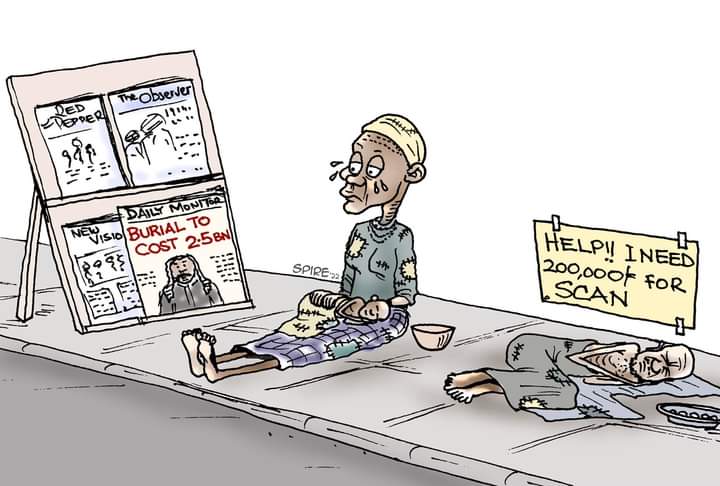 RED
PEPPER
The Observer
NEW
VISIO
DAILY MONITOR
BURIAL TO
COST 2.5BN
SPIRE '22
HELP!! I NEED
200,000/- FOR
SCAN